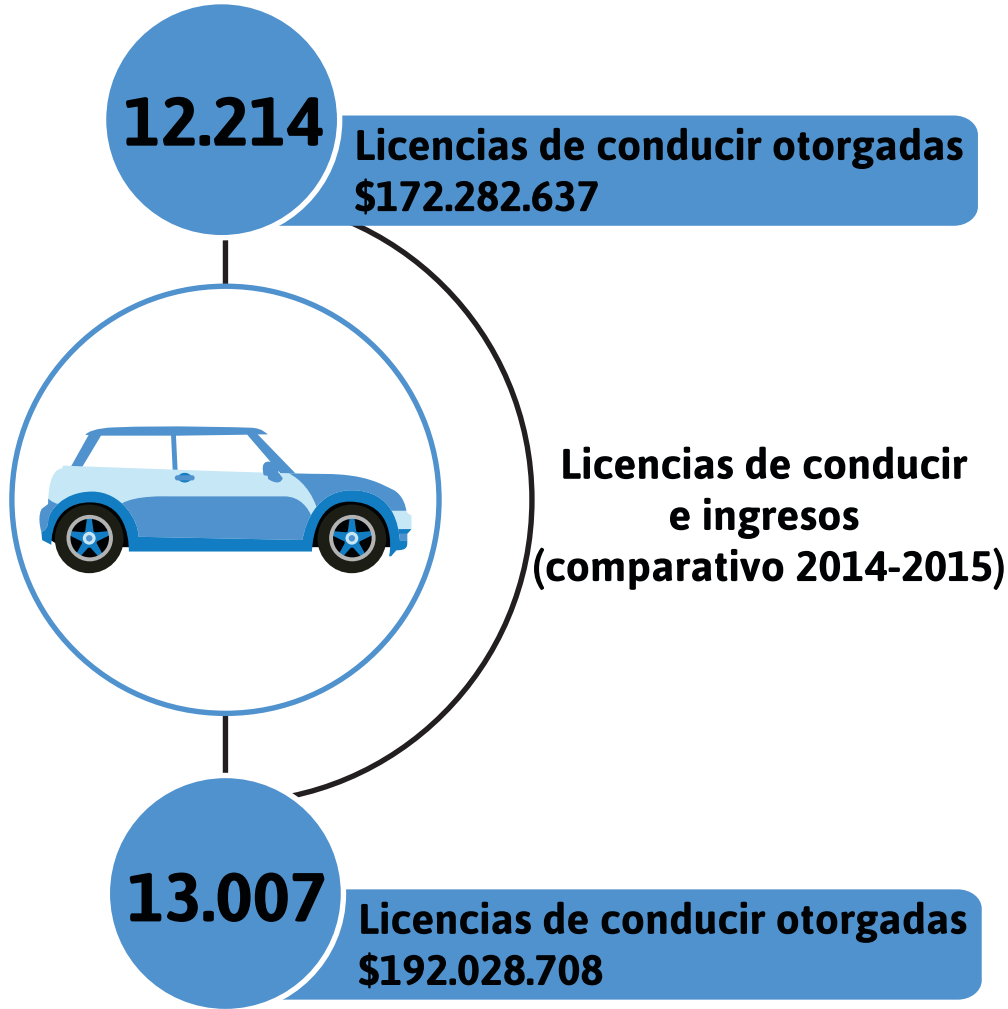 12.214
Licencias de conducir otorgadas
$172.282.637
Licencias de conducir
e ingresos
(comparativo 2014-2015)
13.007
Licencias de conducir otorgadas
$192.028.708